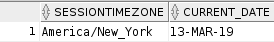 SESSIONTIMEZONE CURRENT_DATE
1 America/New_York 13-MAR-19